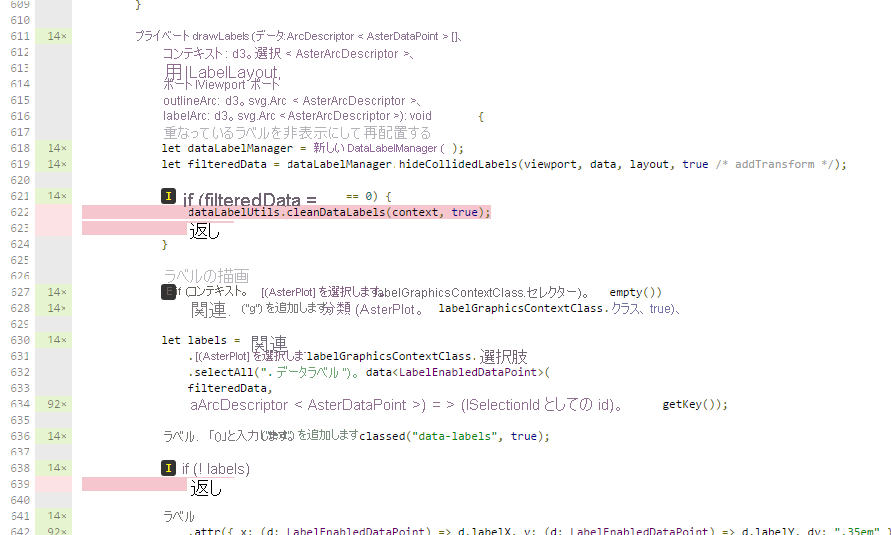 609 }
610
611 14× プライベート drawLabels (データ:ArcDescriptor < AsterDataPoint > []、
612 コンテキスト : d3。選択 < AsterArcDescriptor >、
613 用 ILabelLayout,
614 ポート IViewport ポート
615 outlineArc: d3。svg.Arc < AsterArcDescriptor >、
616 labelArc: d3。svg.Arc < AsterArcDescriptor >): void {
617 重なっているラベルを非表示にして再配置する
618 14× let dataLabelManager = 新しい DataLabelManager ( );
619 14× let filteredData = dataLabelManager.hideCollidedLabels(viewport, data, layout, true /* addTransform */);
620
621 14× I if (filteredData = == 0) {
622 dataLabelUtils.cleanDataLabels(context, true);
623 返し
624 }
625
626 ラベルの描画
627 14× E if (コンテキスト。 [(AsterPlot] を選択します。labelGraphicsContextClass.セレクター)。 empty())
628 14× 関連. ("g") を追加します分類 (AsterPlot。 labelGraphicsContextClass.クラス、true)、
629
630 14× let labels = 関連
631 .[(AsterPlot] を選択しま labelGraphicsContextClass. 選択肢
632 .selectAll(". データラベル ")。data<LabelEnabledDataPoint>(
633 filteredData,
634 92× aArcDescriptor < AsterDataPoint >) = > (ISelectionId としての id)。 getKey());
635
636 14× ラベル. 「0」と入力します を追加します classed("data-labels", true);
637
638 14× I if (! labels)
639 返し
640
641 14× ラベル
642 92× .attr({ x: (d: LabelEnabledDataPoint) => d.labelX, y: (d: LabelEnabledDataPoint) => d.labelY, dy: ".35em" }